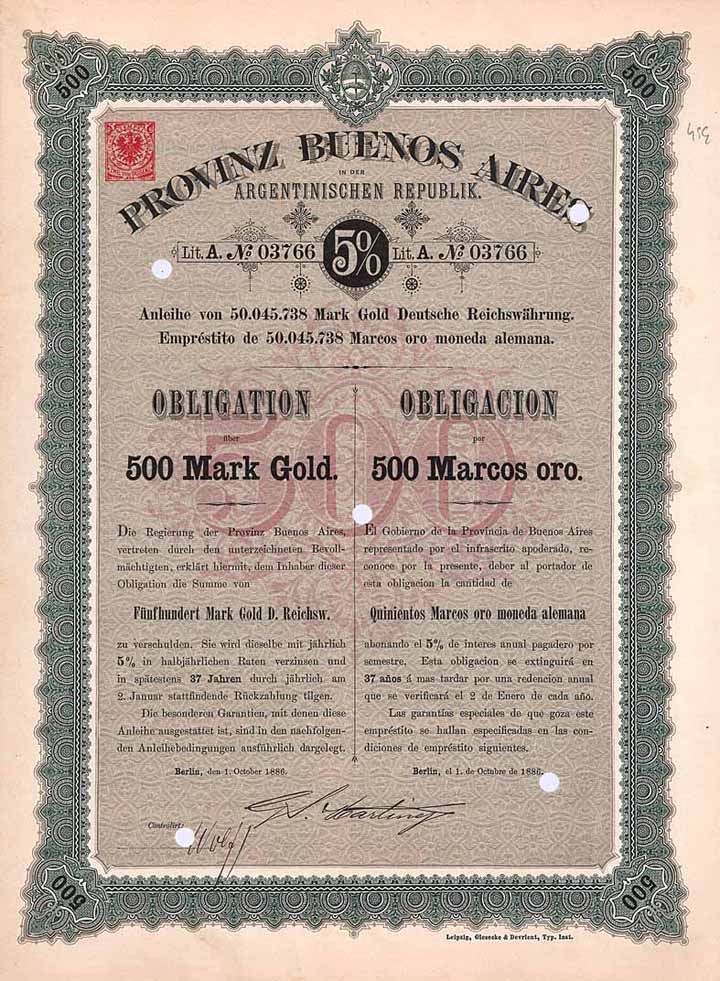 500
500
PROVINZ BUENOS AIRES
IN DER
ARGENTINISCHEN REPUBLIK.
Lit. A. No 03766 5% Lit. A. No 03766
Anleihe von 50.045.738 Mark Gold Deutsche Reichswährung.
Empréstito de 50.045.738 Marcos oro moneda alemana.
OBLIGATION
über
500 Mark Gold.
Die Regierung der Provinz Buenos Aires,
vertreten durch den unterzeichneten Bevoll-
mächtigten, erklärt hiermit, dem Inhaber dieser
Obligation die Summe von
Fünfhundert Mark Gold D. Reichsw.
zu verschulden. Sie wird dieselbe mit jährlich
5% in halbjährlichen Raten verzinsen und
in spätestens 37 Jahren durch jährlich am
2. Januar stattfindende Rückzahlung tilgen.
Die besonderen Garantien, mit denen diese
Anleihe ausgestattet ist, sind in den nachfolgen-
den Anleihebedingungen ausführlich dargelegt.
Berlin, den 1. October 1886.
OBLIGACION
por
500 Marcos oro.
El Gobierno de la Provincia de Buenos Aires
representado por el infrascrito apoderado, re-
conoce por la presente, deber al portador de
esta obligacion la cantidad de
Quinientos Marcos oro moneda alemana
abonando el 5% de interes anual pagadero por
semestre. Esta obligacion se extinguirá en
37 años á mas tardar por una redencion anual
que se verificará el 2 de Enero de cada año.
Las garantías especiales de que goza este
empréstito se hallan especificadas en las con-
diciones de empréstito siguientes.
Berlin, el 1. de Octubre de 1886.
500
Controlirt:
500
500
Leipzig, Giesecke & Devrient, Typ. Inst.